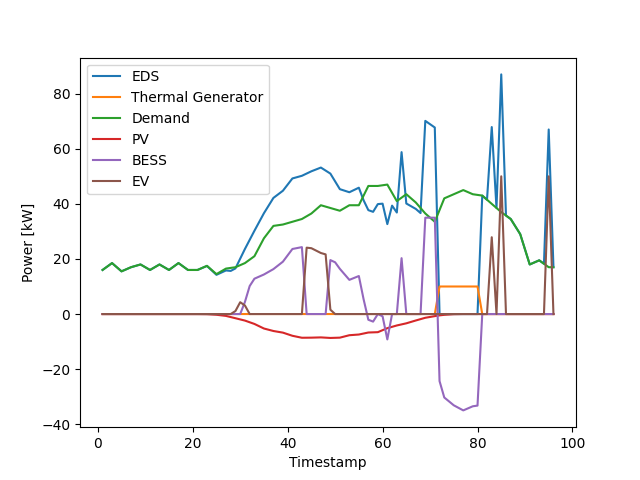 EDS
Thermal Generator
Demand
PV
BESS
EV
Power [kW]
80
60
40
20
0
−20
−40
0 20 40 60 80 100
Timestamp